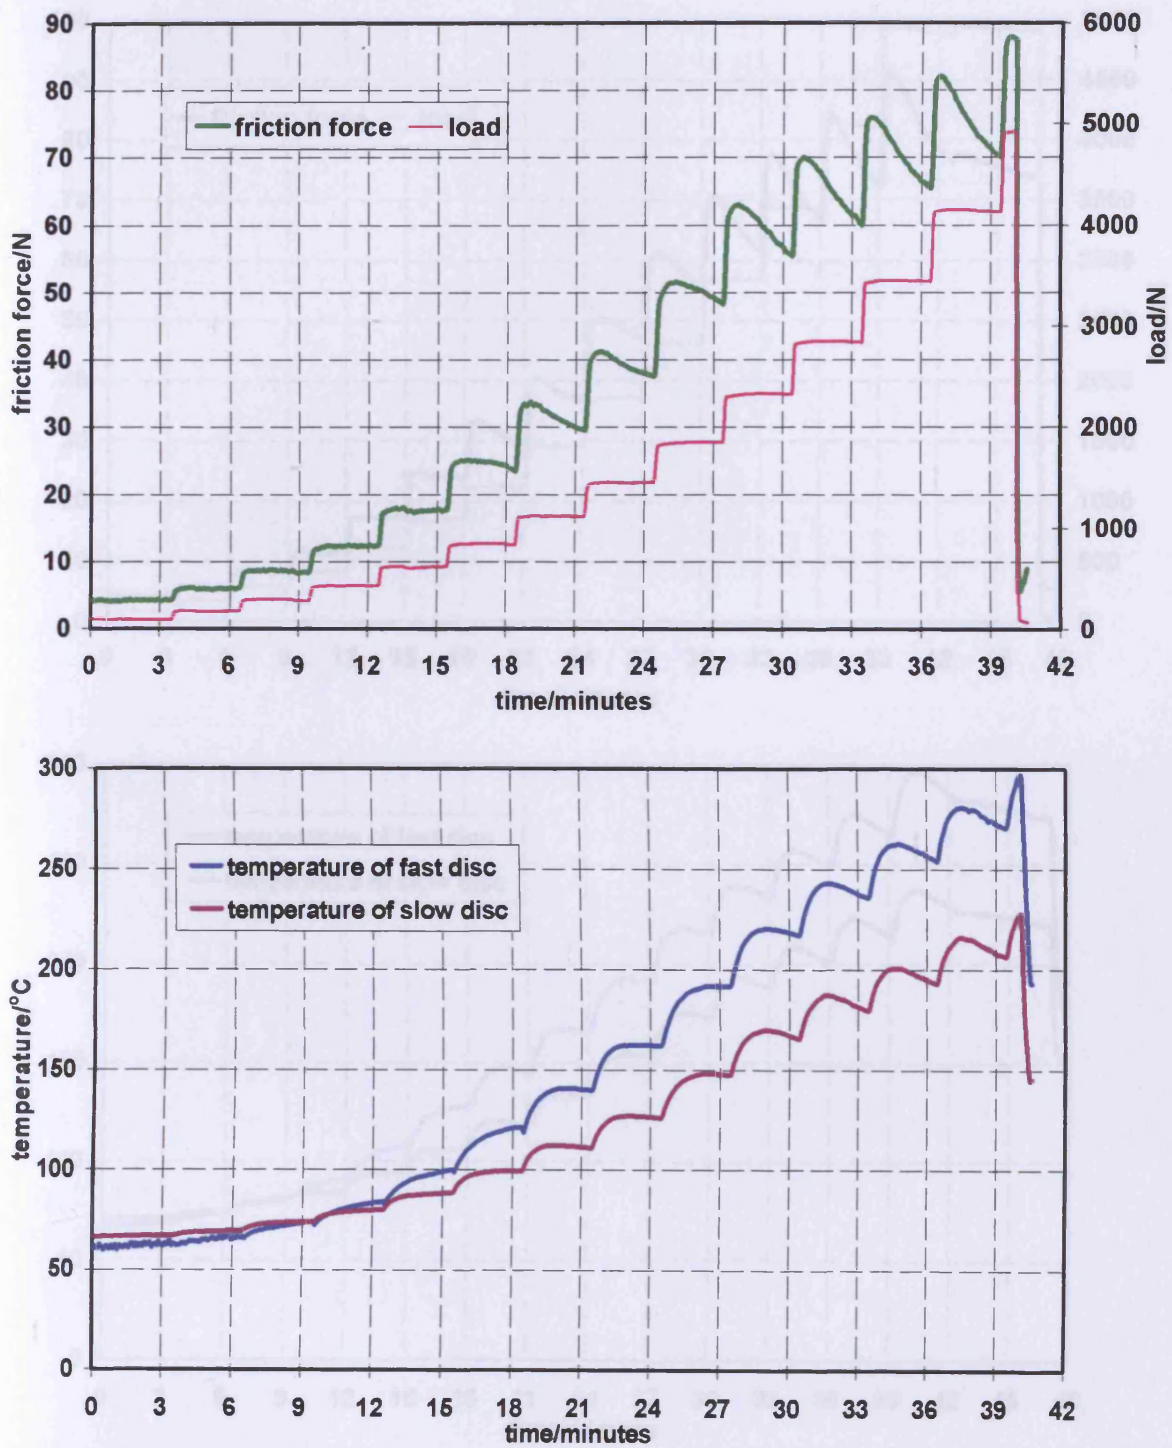 90
80
70
60
50
40
30
20
10
0
friction force/N
friction force
load
6000
5000
4000
3000
2000
1000
0
load/N
0 3 6 9 12 15 18 21 24 27 30 33 36 39 42
time/minutes
300
250
200
150
100
50
0
temperature/°C
temperature of fast disc
temperature of slow disc
0 3 6 9 12 15 18 21 24 27 30 33 36 39 42
time/minutes